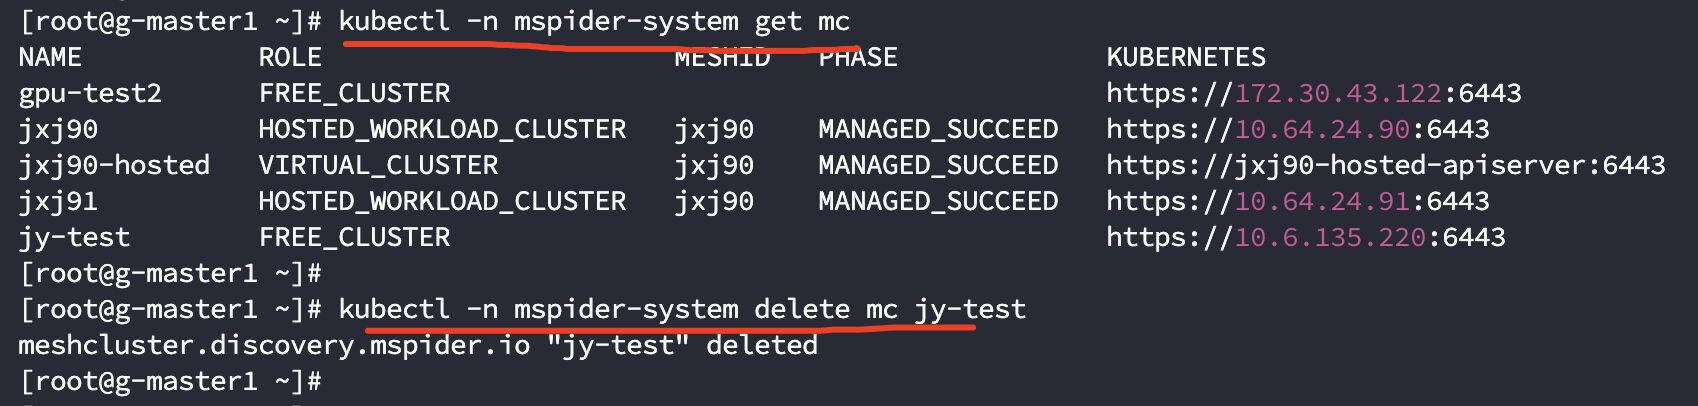 [root@g-master1 ~]# kubectl -n mspider-system get mc
NAME ROLE MESHID PHASE KUBERNETES
gpu-test2 FREE_CLUSTER https://172.30.43.122:6443
jxj90 HOSTED_WORKLOAD_CLUSTER jxj90 MANAGED_SUCCEED https://10.64.24.90:6443
jxj90-hosted VIRTUAL_CLUSTER jxj90 MANAGED_SUCCEED https://jxj90-hosted-apiserver:6443
jxj91 HOSTED_WORKLOAD_CLUSTER jxj90 MANAGED_SUCCEED https://10.64.24.91:6443
jy-test FREE_CLUSTER https://10.6.135.220:6443
[root@g-master1 ~]#
[root@g-master1 ~]# kubectl -n mspider-system delete mc jy-test
meshcluster.discovery.mspider.io "jy-test" deleted
[root@g-master1 ~]#